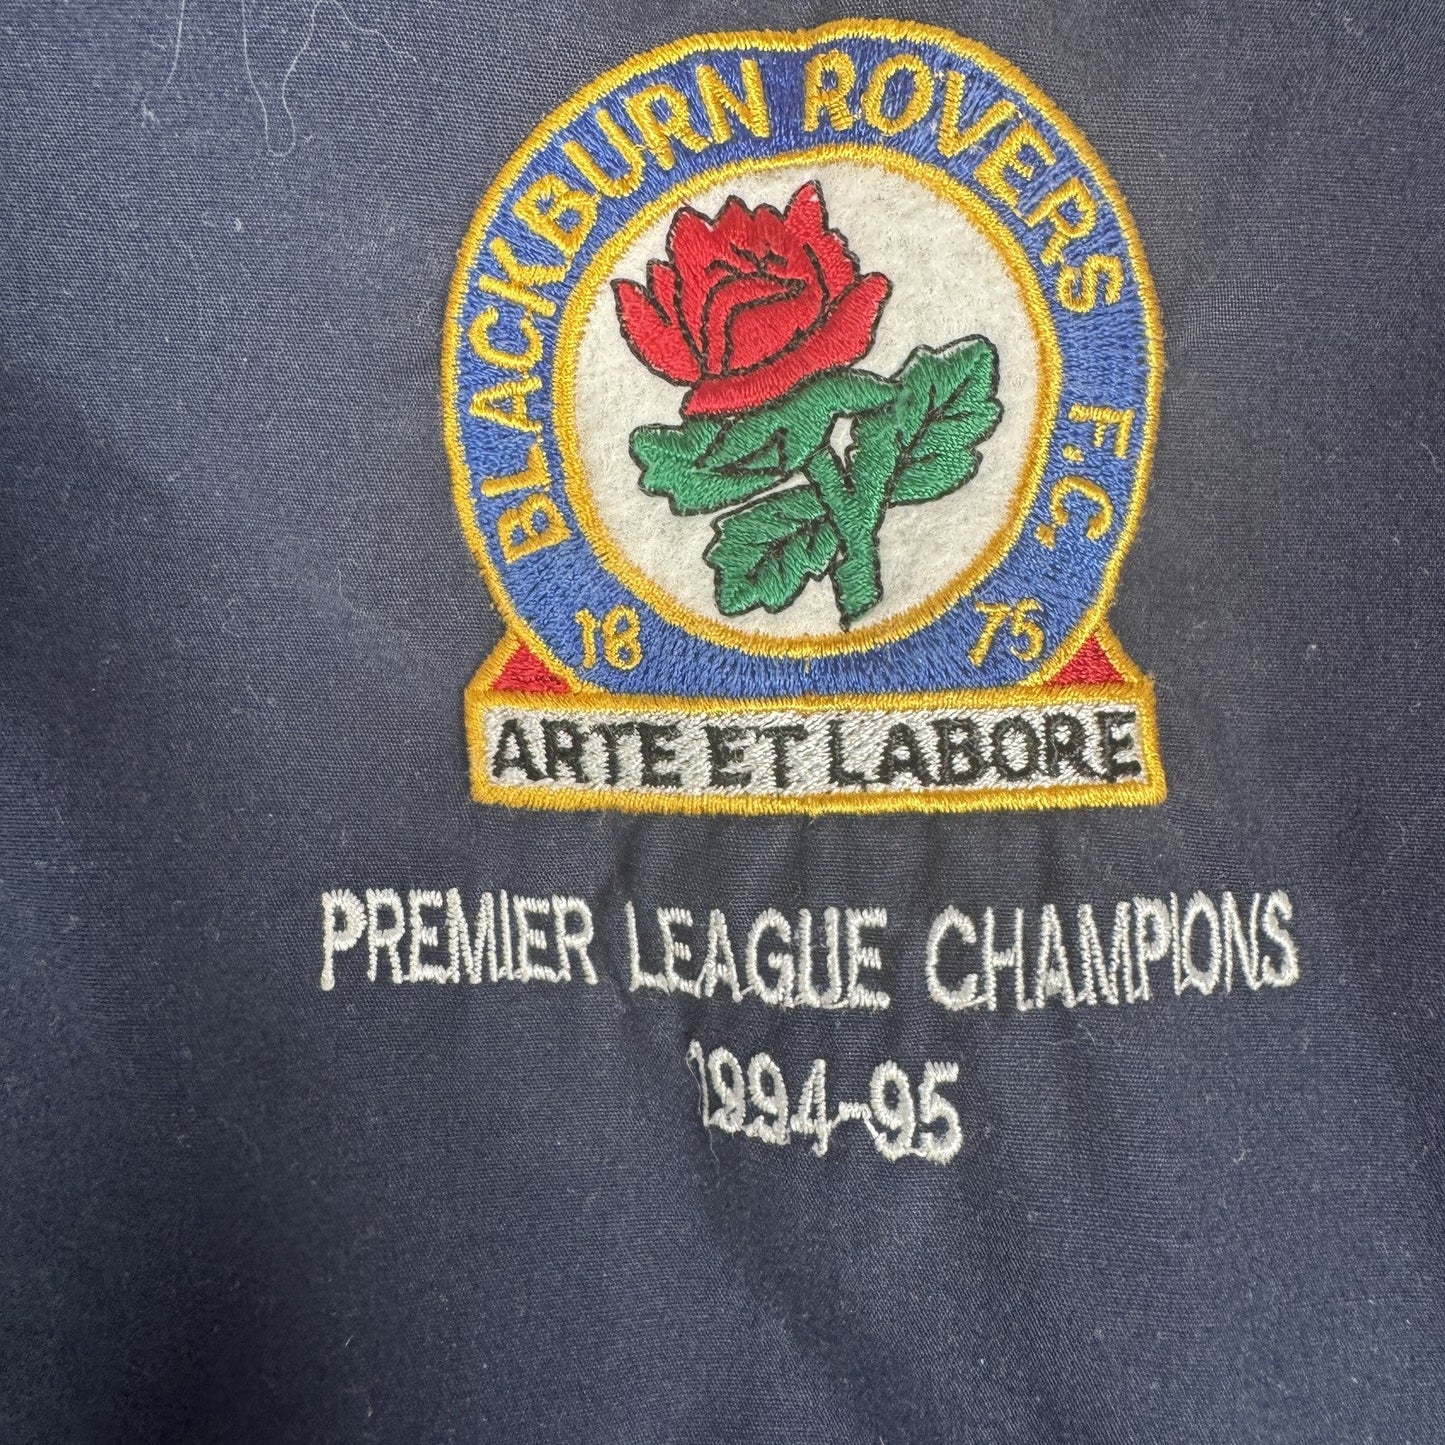 BLACKBURN ROVERS F.C.
18 75
ARTE ET LABORE
PREMIER LEAGUE CHAMPIONS
1994-95